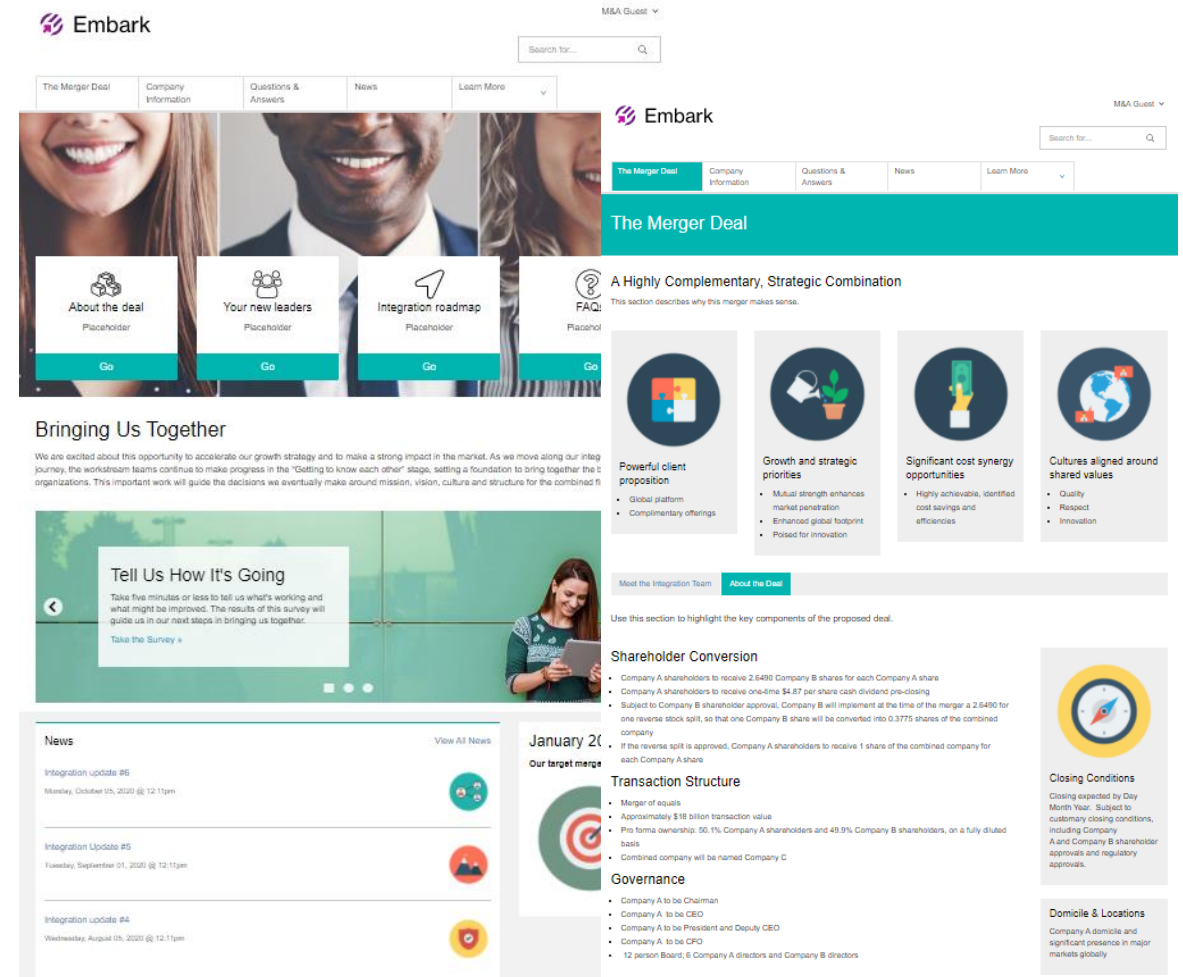 Embark
M&A Guest
Search for...
The Merger Deal
Company
Information
Questions &
Answers
News
Learn More
About the deal
Placeholder
Go
Your new leaders
Placeholder
Go
Integration roadmap
Placeholder
Go
FAQs
Go
Bringing Us Together
We are excited about this opportunity to accelerate our growth strategy and to make a strong impact in the market. As we move along our
journey, the workstream teams continue to make progress in the "Getting to know each other" stage, setting a foundation to bring together the
organizations. This important work will guide the decisions we eventually make around mission, vision, culture and structure for the combined
Tell Us How It's Going
Take five minutes or less to tell us what's working and
what might be improved. The results of this survey will
guide us in our next steps in bringing us together.
Take the Survey »
News
View All News
Integration update #6
Monday, October 05, 2020 @ 12:11pm
Integration Update #5
Tuesday, September 01, 2020 @ 12:11pm
Integration update #4
Wednesday, August 05, 2020 @ 12:11pm
January
Our target
Embark
M&A Guest
Search for...
The Merger Deal
Company
Information
Questions &
Answers
News
Learn More
The Merger Deal
A Highly Complementary, Strategic Combination
This section describes why this merger makes sense.
Powerful client
proposition
• Global platform
• Complimentary offerings
Growth and strategic
priorities
• Mutual strength enhances
market penetration
• Enhanced global footprint
• Poised for innovation
Significant cost synergy
opportunities
• Highly achievable, identified
cost savings and
efficiencies
Cultures aligned around
shared values
• Quality
• Respect
• Innovation
Meet the Integration Team
About the Deal
Use this section to highlight the key components of the proposed deal.
Shareholder Conversion
• Company A shareholders to receive 2.6490 Company B shares for each Company A share
• Company A shareholders to receive one-time $4.87 per share cash dividend pre-closing
• Subject to Company B shareholder approval, Company B will implement at the time of the merger a 2.6490 for
one reverse stock split, so that one Company B share will be converted into 0.3775 shares of the combined
company
• If the reverse split is approved, Company A shareholders to receive 1 share of the combined company for
each Company A share
Transaction Structure
• Merger of equals
• Approximately $18 billion transaction value
• Pro forma ownership: 50.1% Company A shareholders and 49.9% Company B shareholders, on a fully diluted
basis
• Combined company will be named Company C
Governance
• Company A to be Chairman
• Company A to be CEO
• Company A to be President and Deputy CEO
• Company A to be CFO
• 12 person Board; 6 Company A directors and Company B directors
Closing Conditions
Closing expected by Day
Month Year. Subject to
customary closing conditions,
including Company
A and Company B shareholder
approvals and regulatory
approvals.
Domicile & Locations
Company A domicile and
significant presence in major
markets globally